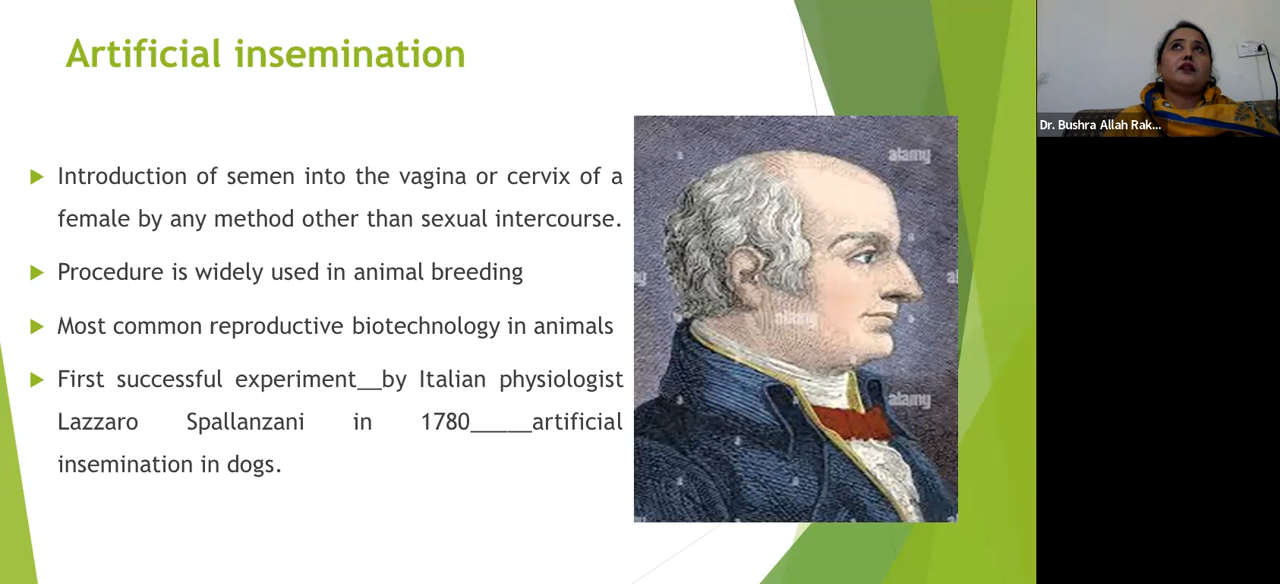 Artificial insemination
Introduction of semen into the vagina or cervix of a
female by any method other than sexual intercourse.
Procedure is widely used in animal breeding
Most common reproductive biotechnology in animals
First successful experiment__by Italian physiologist
Lazzaro Spallanzani in 1780_____artificial
insemination in dogs.
alamy
alamy
alamy
Dr. Bushra Allah Rak...